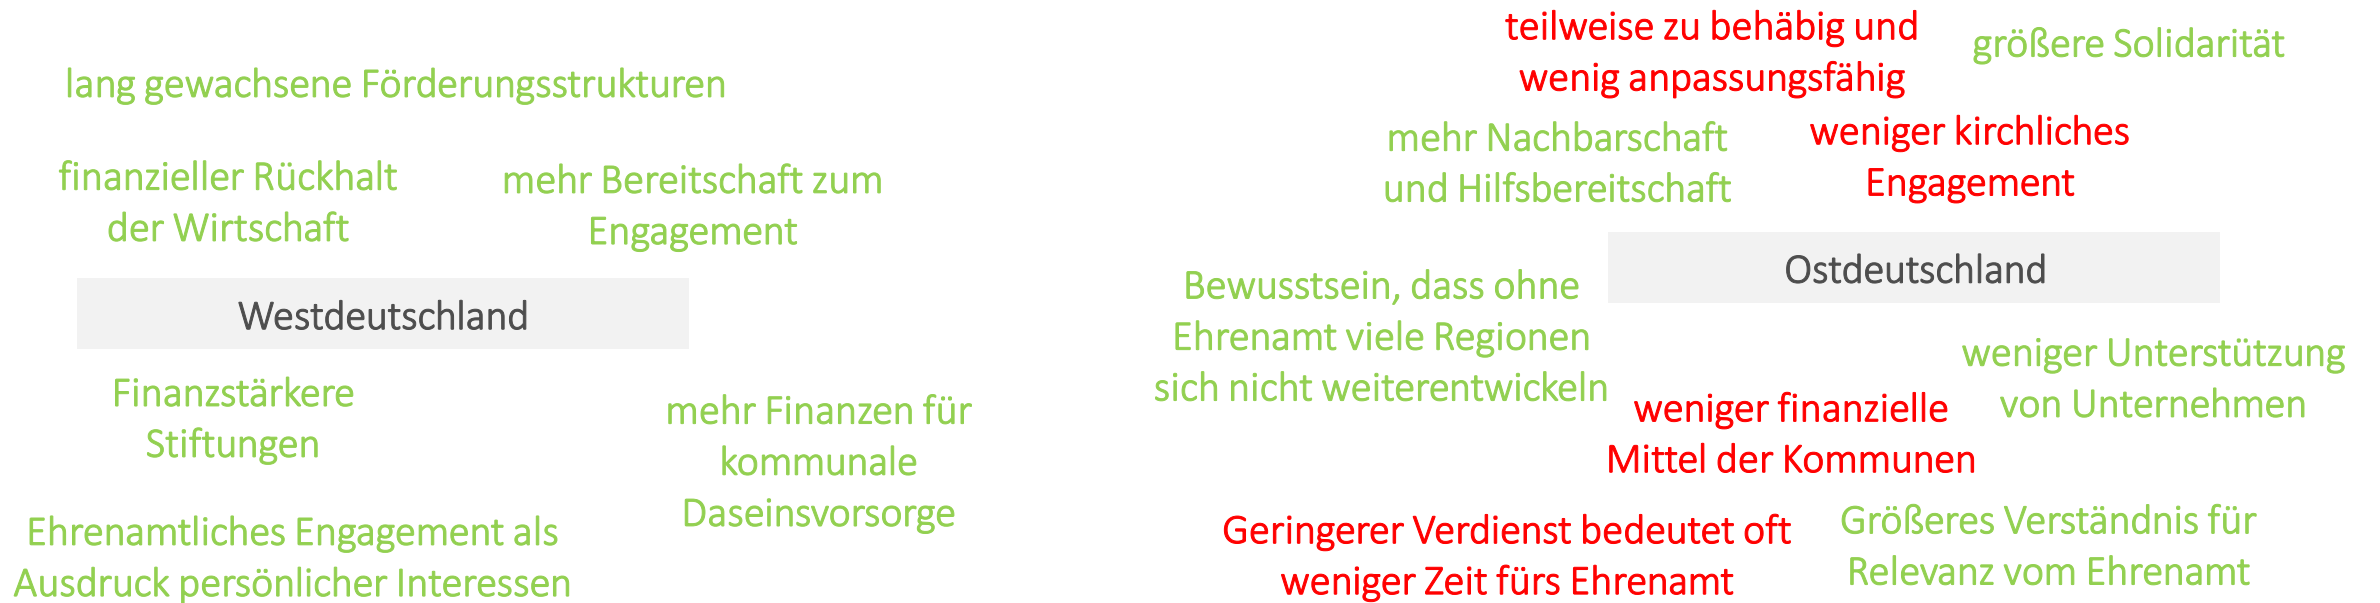 lang gewachsene Förderungsstrukturen
finanzieller Rückhalt
der Wirtschaft
mehr Bereitschaft zum
Engagement
Westdeutschland
Finanzstärkere
Stiftungen
mehr Finanzen für
kommunale
Daseinsvorsorge
Ehrenamtliches Engagement als
Ausdruck persönlicher Interessen
teilweise zu behäbig und
wenig anpassungsfähig
größere Solidarität
mehr Nachbarschaft
und Hilfsbereitschaft
weniger kirchliches
Engagement
Ostdeutschland
Bewusstsein, dass ohne
Ehrenamt viele Regionen
sich nicht weiterentwickeln
weniger Unterstützung
von Unternehmen
weniger finanzielle
Mittel der Kommunen
Geringerer Verdienst bedeutet oft
weniger Zeit fürs Ehrenamt
Größeres Verständnis für
Relevanz vom Ehrenamt